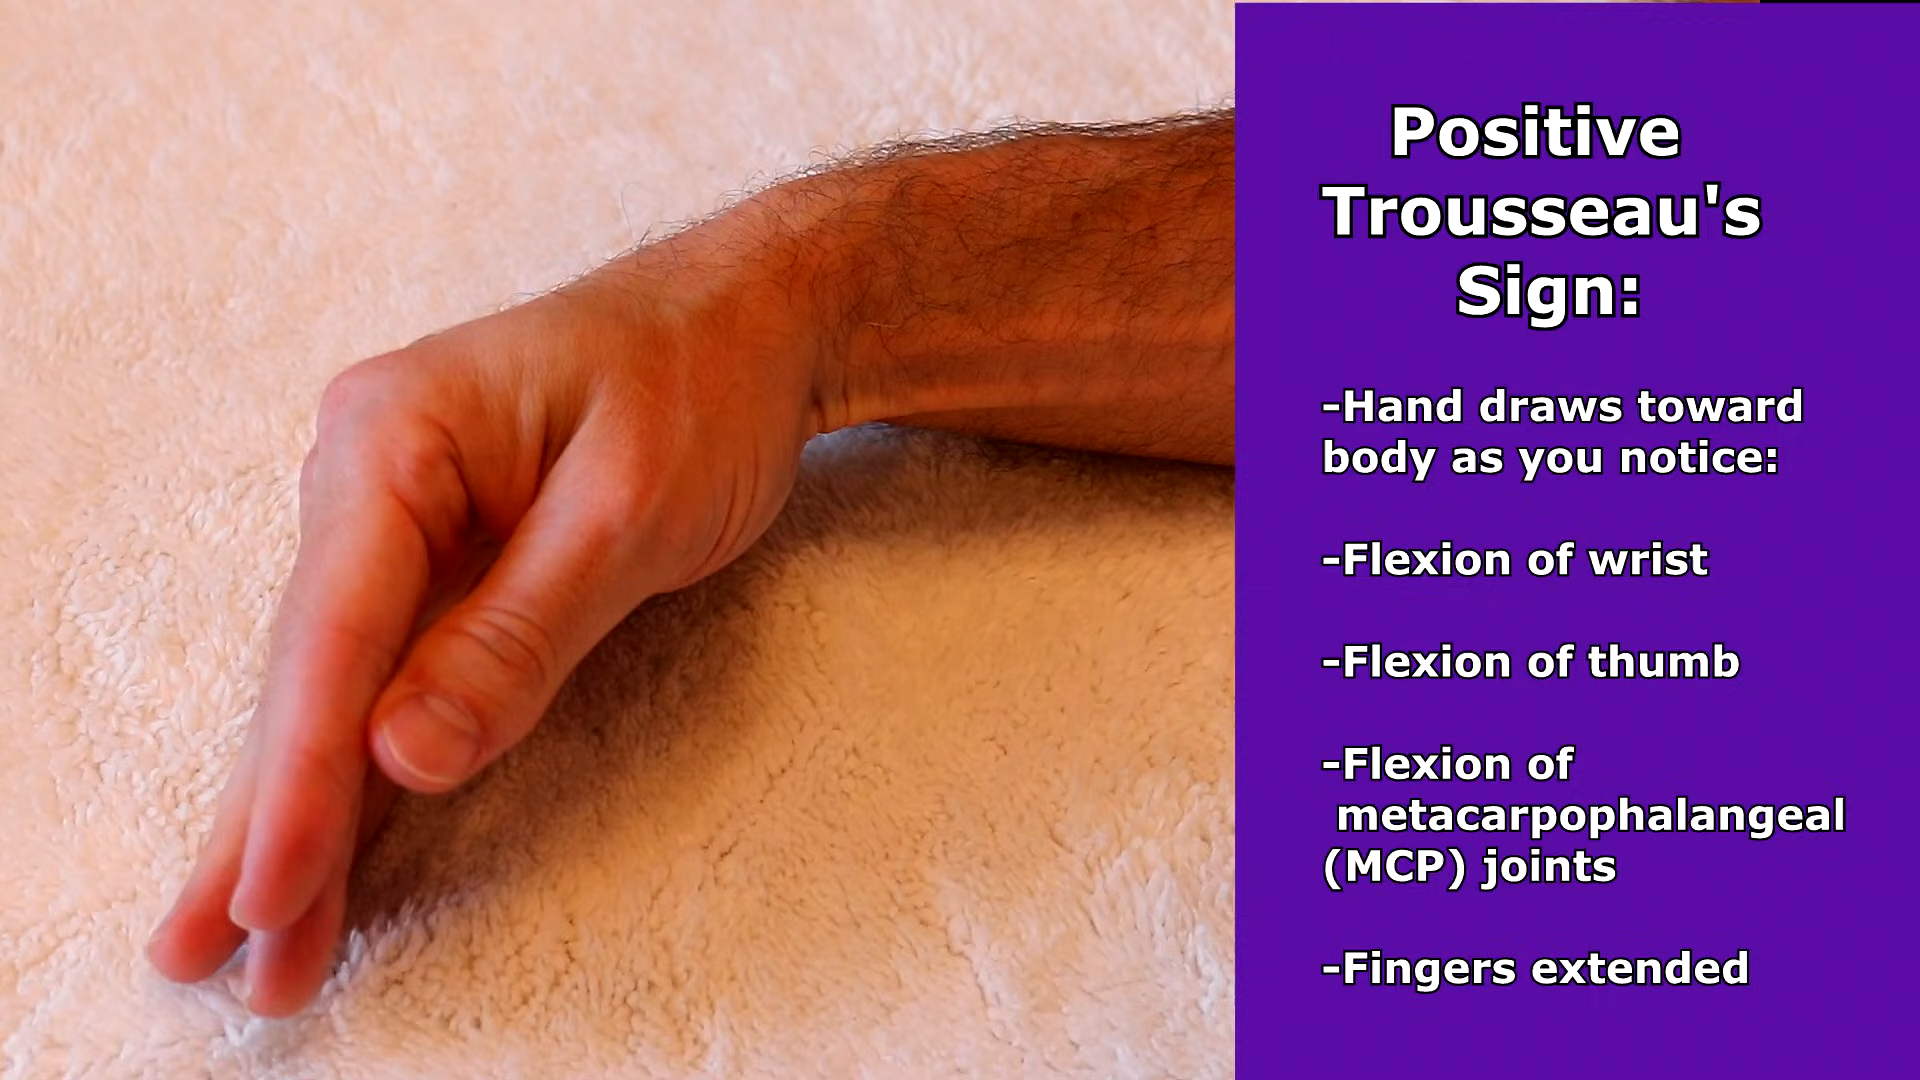 Positive
Trousseau's
Sign:
-Hand draws toward
body as you notice:
-Flexion of wrist
-Flexion of thumb
-Flexion of
metacarpophalangeal
(MCP) joints
-Fingers extended